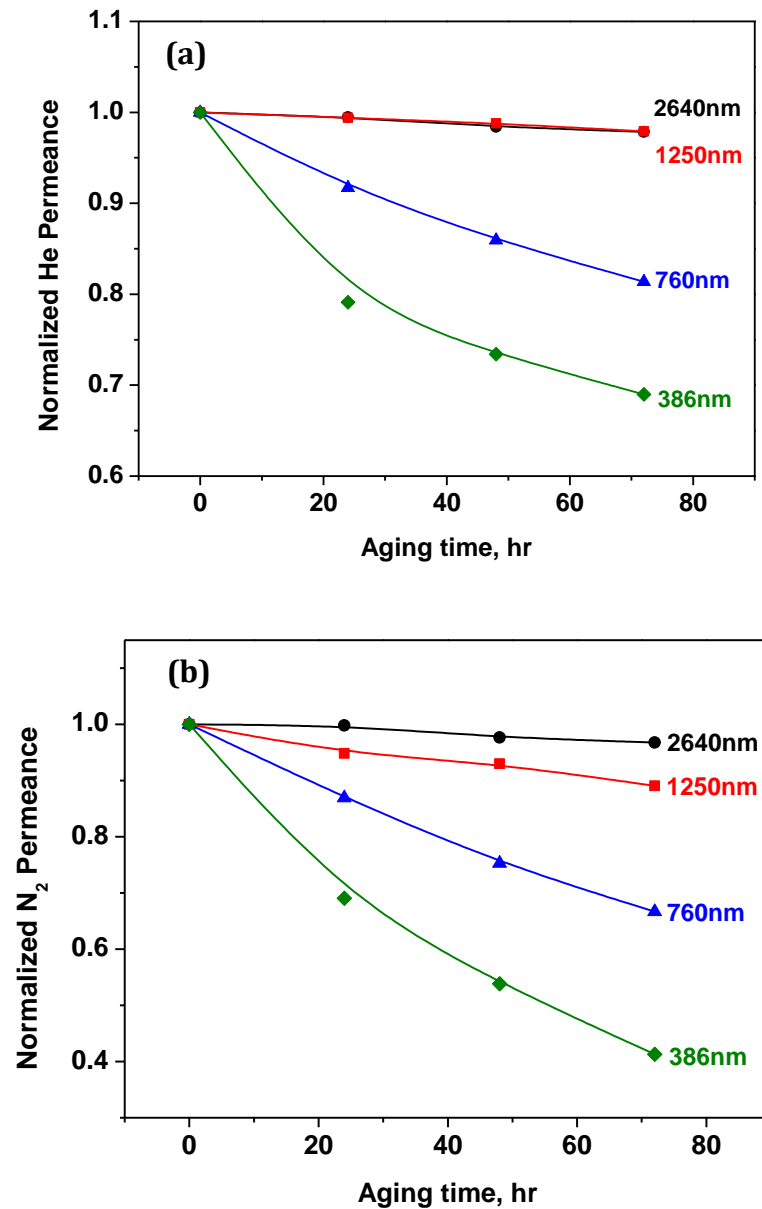 (a)
1.1
1.0
0.9
0.8
0.7
0.6
Normalized He Permeance
2640nm
1250nm
760nm
386nm
0 20 40 60 80
Aging time, hr
(b)
1.0
0.8
0.6
0.4
Normalized N₂ Permeance
2640nm
1250nm
760nm
386nm
0 20 40 60 80
Aging time, hr